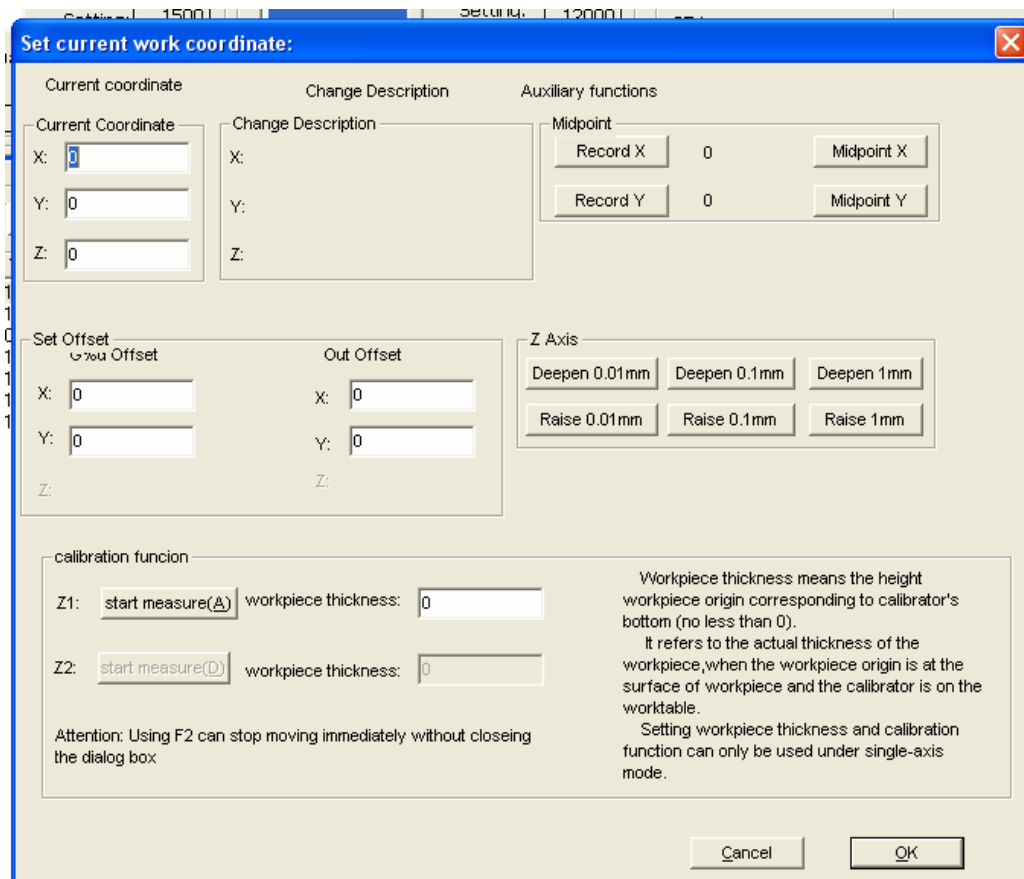 Setting: 1500 Setting: 12000
Set current work coordinate:
Current coordinate Change Description Auxiliary functions
Current Coordinate Change Description Midpoint
X: 0 X: Record X 0 Midpoint X
Y: 0 Y: Record Y 0 Midpoint Y
Z: 0 Z:
Set Offset Z Axis
Offset Out Offset
X: 0 X: 0 Deepen 0.01mm Deepen 0.1mm Deepen 1mm
Y: 0 Y: 0 Raise 0.01mm Raise 0.1mm Raise 1mm
Z: Z:
calibration funcion
Z1: start measure(A) workpiece thickness: 0
Z2: start measure(D) workpiece thickness: 0
Attention: Using F2 can stop moving immediately without closeing
the dialog box
Workpiece thickness means the height
workpiece origin corresponding to calibrator's
bottom (no less than 0).
It refers to the actual thickness of the
workpiece,when the workpiece origin is at the
surface of workpiece and the calibrator is on the
worktable.
Setting workpiece thickness and calibration
function can only be used under single-axis
mode.
Cancel OK